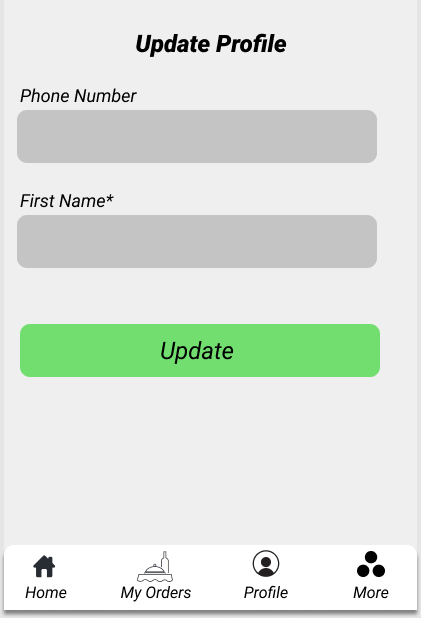 Update Profile
Phone Number
First Name*
Update
Home My Orders Profile More